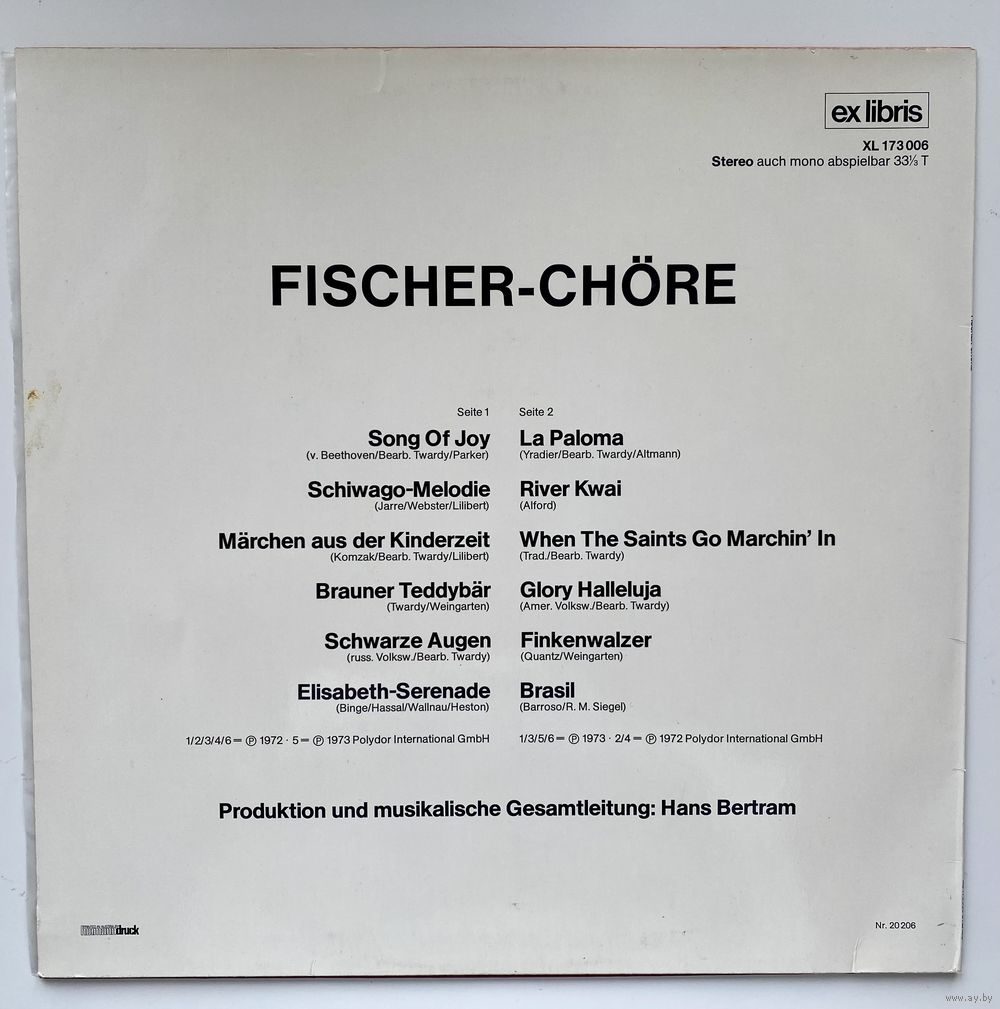 ex libris
XL 173 006
Stereo auch mono abspielbar 33⅓ T
FISCHER-CHÖRE
Seite 1
Song Of Joy
(v. Beethoven/Bearb. Twardy/Parker)
Schiwago-Melodie
(Jarre/Webster/Lilibert)
Märchen aus der Kinderzeit
(Komzak/Bearb. Twardy/Lilibert)
Brauner Teddybär
(Twardy/Weingarten)
Schwarze Augen
(russ. Volksw./Bearb. Twardy)
Elisabeth-Serenade
(Binge/Hassal/Wallnau/Heston)
1/2/3/4/6 = ℗ 1972 · 5 = ℗ 1973 Polydor International GmbH
Seite 2
La Paloma
(Yradier/Bearb. Twardy/Altmann)
River Kwai
(Alford)
When The Saints Go Marchin' In
(Trad./Bearb. Twardy)
Glory Halleluja
(Amer. Volksw./Bearb. Twardy)
Finkenwalzer
(Quantz/Weingarten)
Brasil
(Barroso/R. M. Siegel)
1/3/5/6 = ℗ 1973 · 2/4 = ℗ 1972 Polydor International GmbH
Produktion und musikalische Gesamtleitung: Hans Bertram
druck
Nr. 20 206
www.ay.by